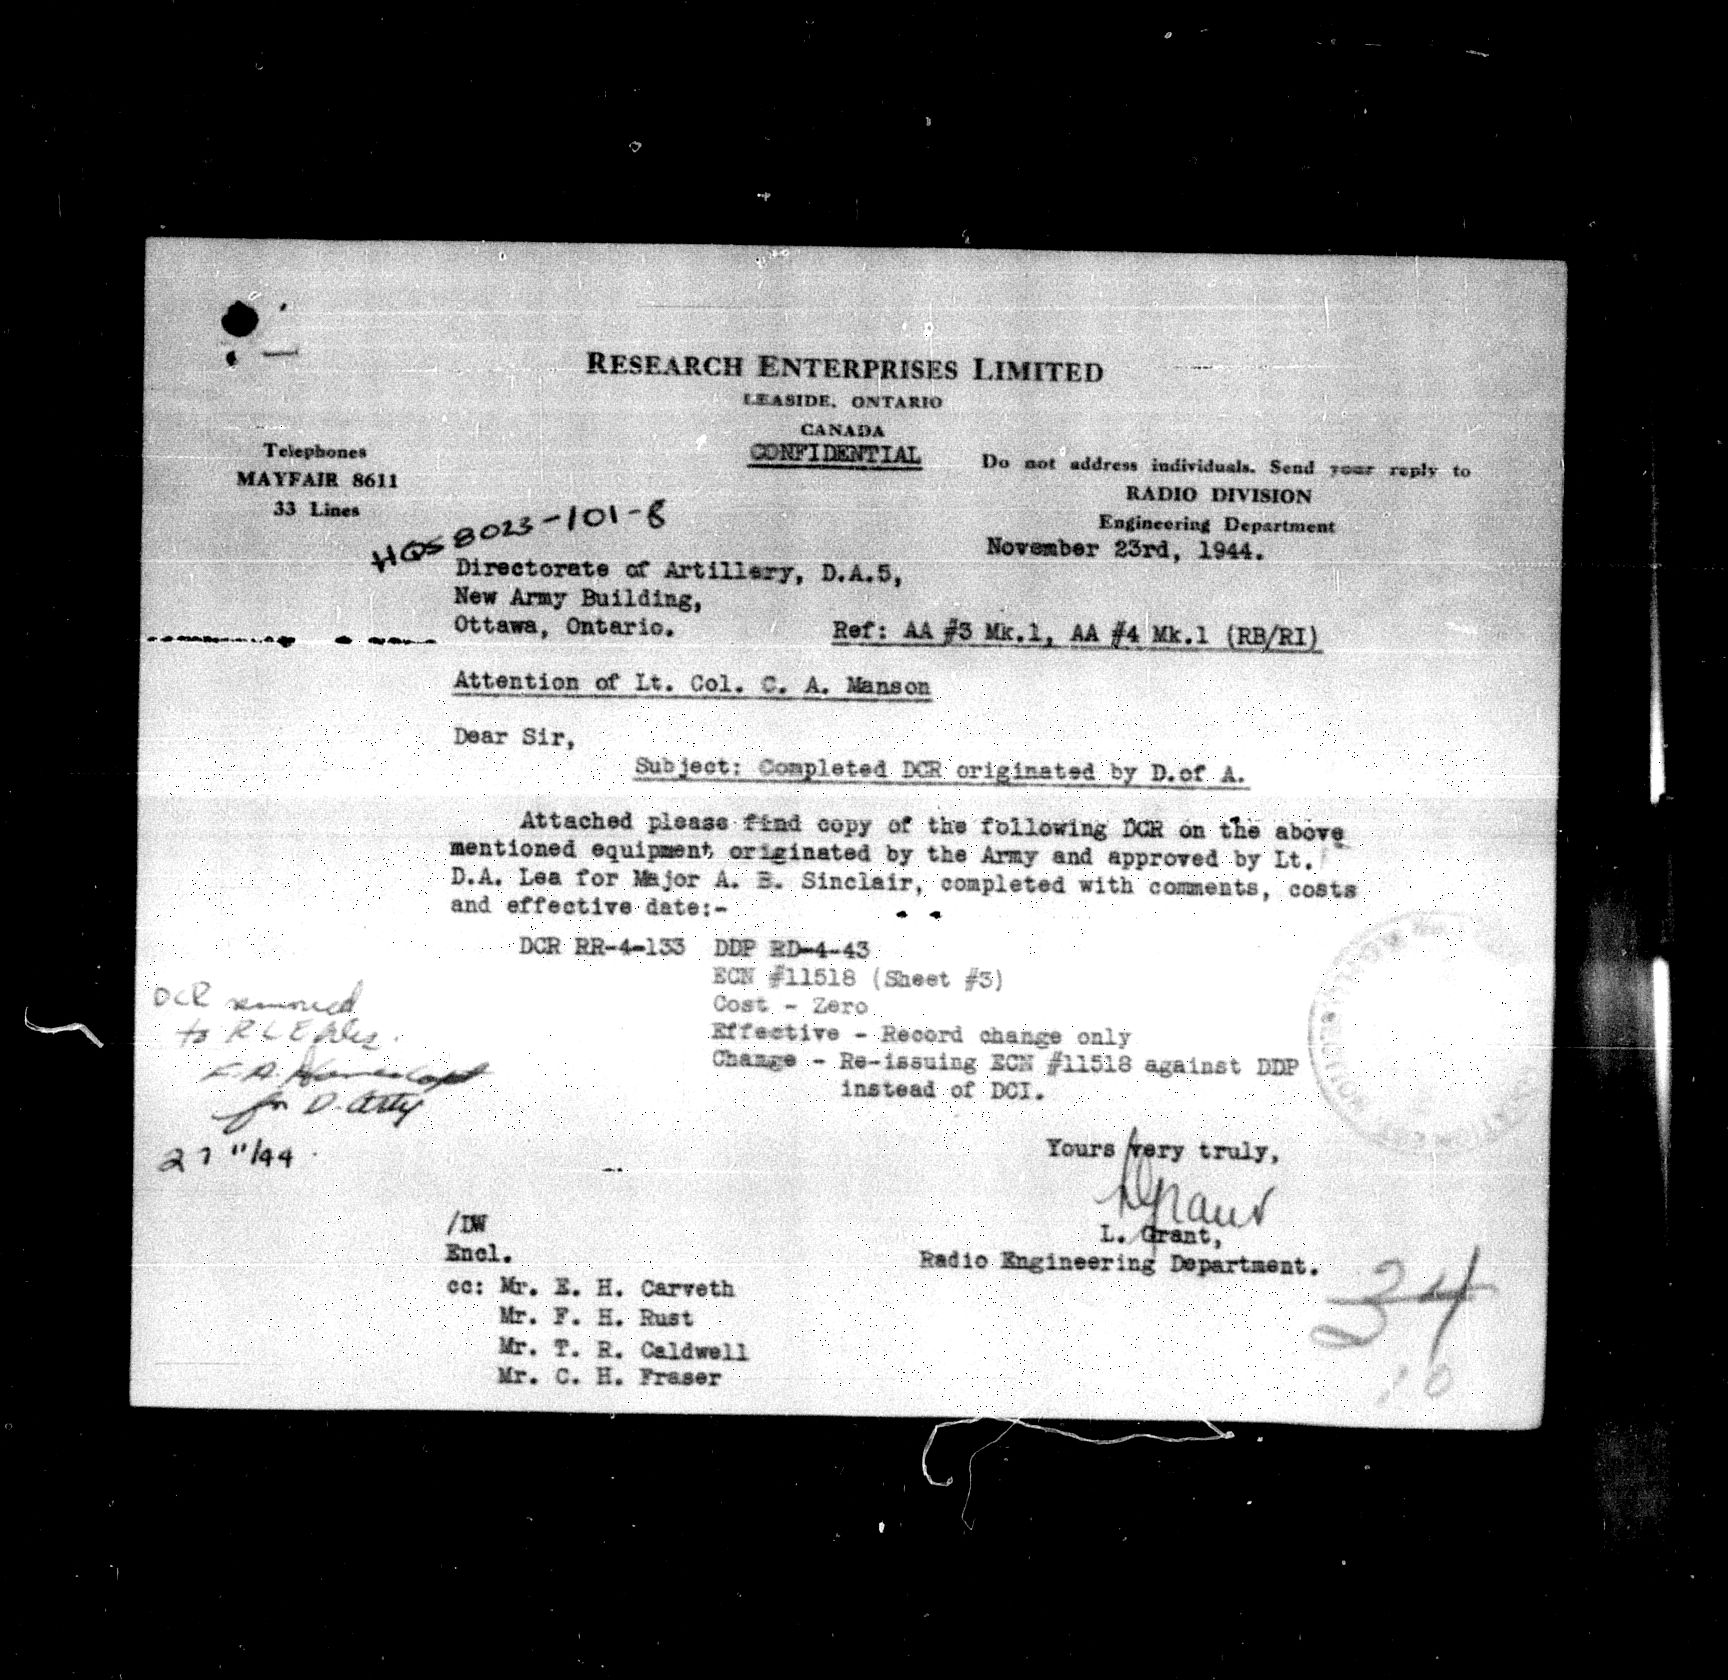 RESEARCH ENTERPRISES LIMITED
LEASIDE, ONTARIO
CANADA
CONFIDENTIAL
Telephones
MAYFAIR 8611
33 Lines
Do not address individuals. Send your reply to
RADIO DIVISION
Engineering Department
November 23rd, 1944.
HQS 8023-101-8
Directorate of Artillery, D.A.5,
New Army Building,
Ottawa, Ontario.
Ref: AA #3 Mk.1, AA #4 Mk.1 (RB/RI)
Attention of Lt. Col. C. A. Manson
Dear Sir,
Subject: Completed DCR originated by D.of A.
Attached please find copy of the following DCR on the above
mentioned equipment originated by the Army and approved by Lt.
D.A. Lea for Major A. B. Sinclair, completed with comments, costs
and effective date:-
DCR RR-4-133 DDP RD-4-43
ECN #11518 (Sheet #3)
Cost - Zero
Effective - Record change only
Change - Re-issuing ECN #11518 against DDP
instead of DCI.
DCR removed
to
for D. Arty
27 11/44
Yours very truly,
L. Grant,
Radio Engineering Department.
/DW
Encl.
cc: Mr. E. H. Carveth
Mr. F. H. Rust
Mr. T. R. Caldwell
Mr. C. H. Fraser
34